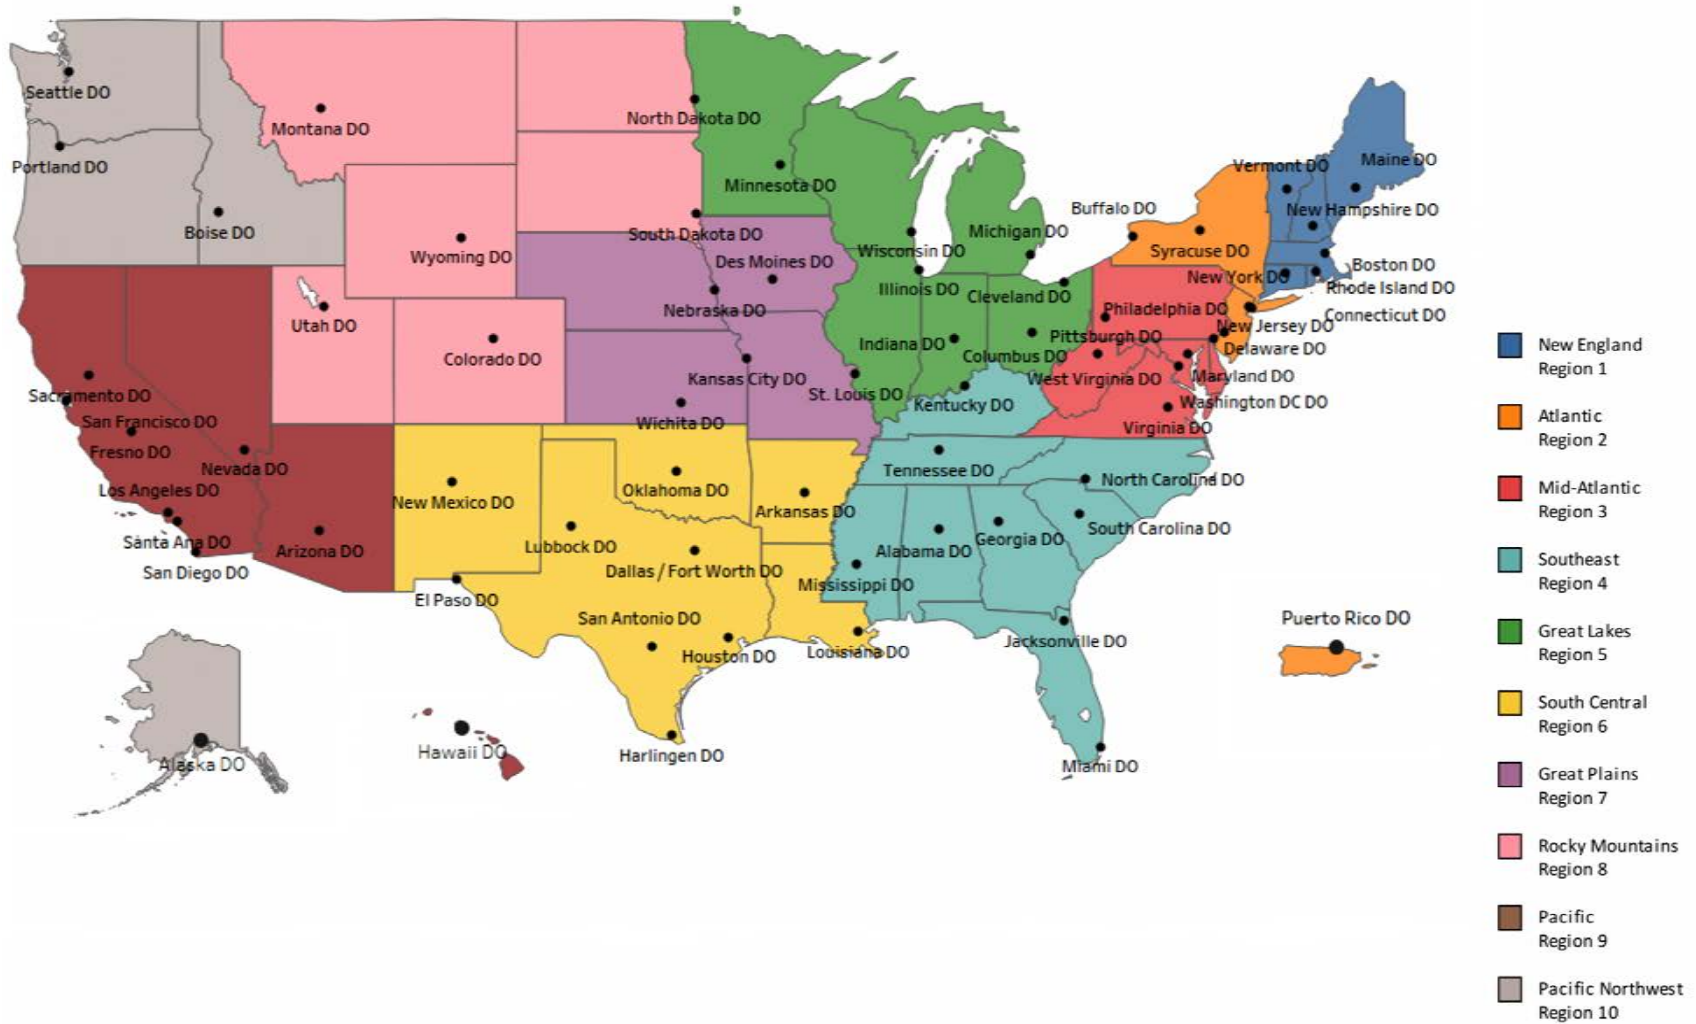 Seattle DO
Portland DO
Boise DO
Montana DO
Wyoming DO
North Dakota DO
South Dakota DO
Minnesota DO
Wisconsin DO
Michigan DO
Buffalo DO
Syracuse DO
Vermont DO
Maine DO
New Hampshire DO
Boston DO
Rhode Island DO
Connecticut DO
New York DO
New Jersey DO
Philadelphia DO
Pittsburgh DO
Delaware DO
Maryland DO
Washington DC DO
West Virginia DO
Virginia DO
Des Moines DO
Nebraska DO
Illinois DO
Cleveland DO
Indiana DO
Columbus DO
Kentucky DO
Kansas City DO
St. Louis DO
Wichita DO
Utah DO
Colorado DO
Sacramento DO
San Francisco DO
Fresno DO
Nevada DO
Los Angeles DO
Santa Ana DO
San Diego DO
Arizona DO
New Mexico DO
Oklahoma DO
Arkansas DO
Lubbock DO
Dallas / Fort Worth DO
El Paso DO
San Antonio DO
Houston DO
Harlingen DO
Louisiana DO
Tennessee DO
North Carolina DO
South Carolina DO
Alabama DO
Georgia DO
Mississippi DO
Jacksonville DO
Miami DO
Puerto Rico DO
Alaska DO
Hawaii DO
New England
Region 1
Atlantic
Region 2
Mid-Atlantic
Region 3
Southeast
Region 4
Great Lakes
Region 5
South Central
Region 6
Great Plains
Region 7
Rocky Mountains
Region 8
Pacific
Region 9
Pacific Northwest
Region 10